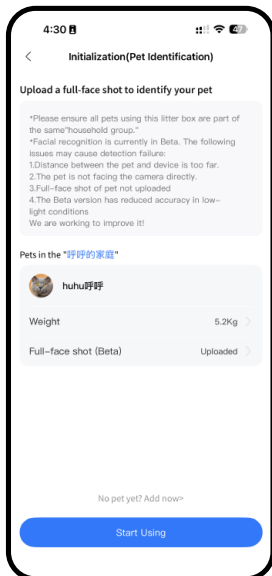 4:30
47
Initialization(Pet Identification)
Upload a full-face shot to identify your pet
*Please ensure all pets using this litter box are part of
the same"household group."
*Facial recognition is currently in Beta. The following
issues may cause detection failure:
1.Distance between the pet and device is too far.
2.The pet is not facing the camera directly.
3.Full-face shot of pet not uploaded
4.The Beta version has reduced accuracy in low-
light conditions
We are working to improve it!
Pets in the "呼呼的家庭"
huhu呼呼
Weight 5.2Kg
Full-face shot (Beta) Uploaded
No pet yet? Add now>
Start Using